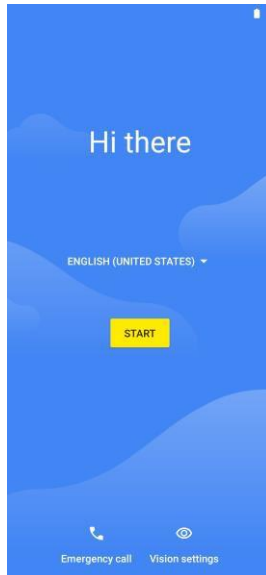 Hi there
ENGLISH (UNITED STATES)
START
Emergency call Vision settings